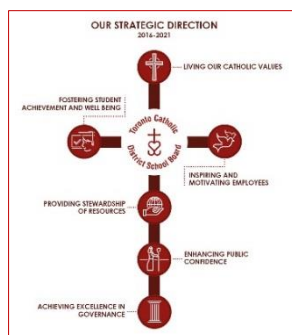 OUR STRATEGIC DIRECTION
2016-2021
LIVING OUR CATHOLIC VALUES
FOSTERING STUDENT
ACHIEVEMENT AND WELL BEING
Toronto Catholic
District School Board
INSPIRING AND
MOTIVATING EMPLOYEES
PROVIDING STEWARDSHIP
OF RESOURCES
ENHANCING PUBLIC
CONFIDENCE
ACHIEVING EXCELLENCE IN
GOVERNANCE